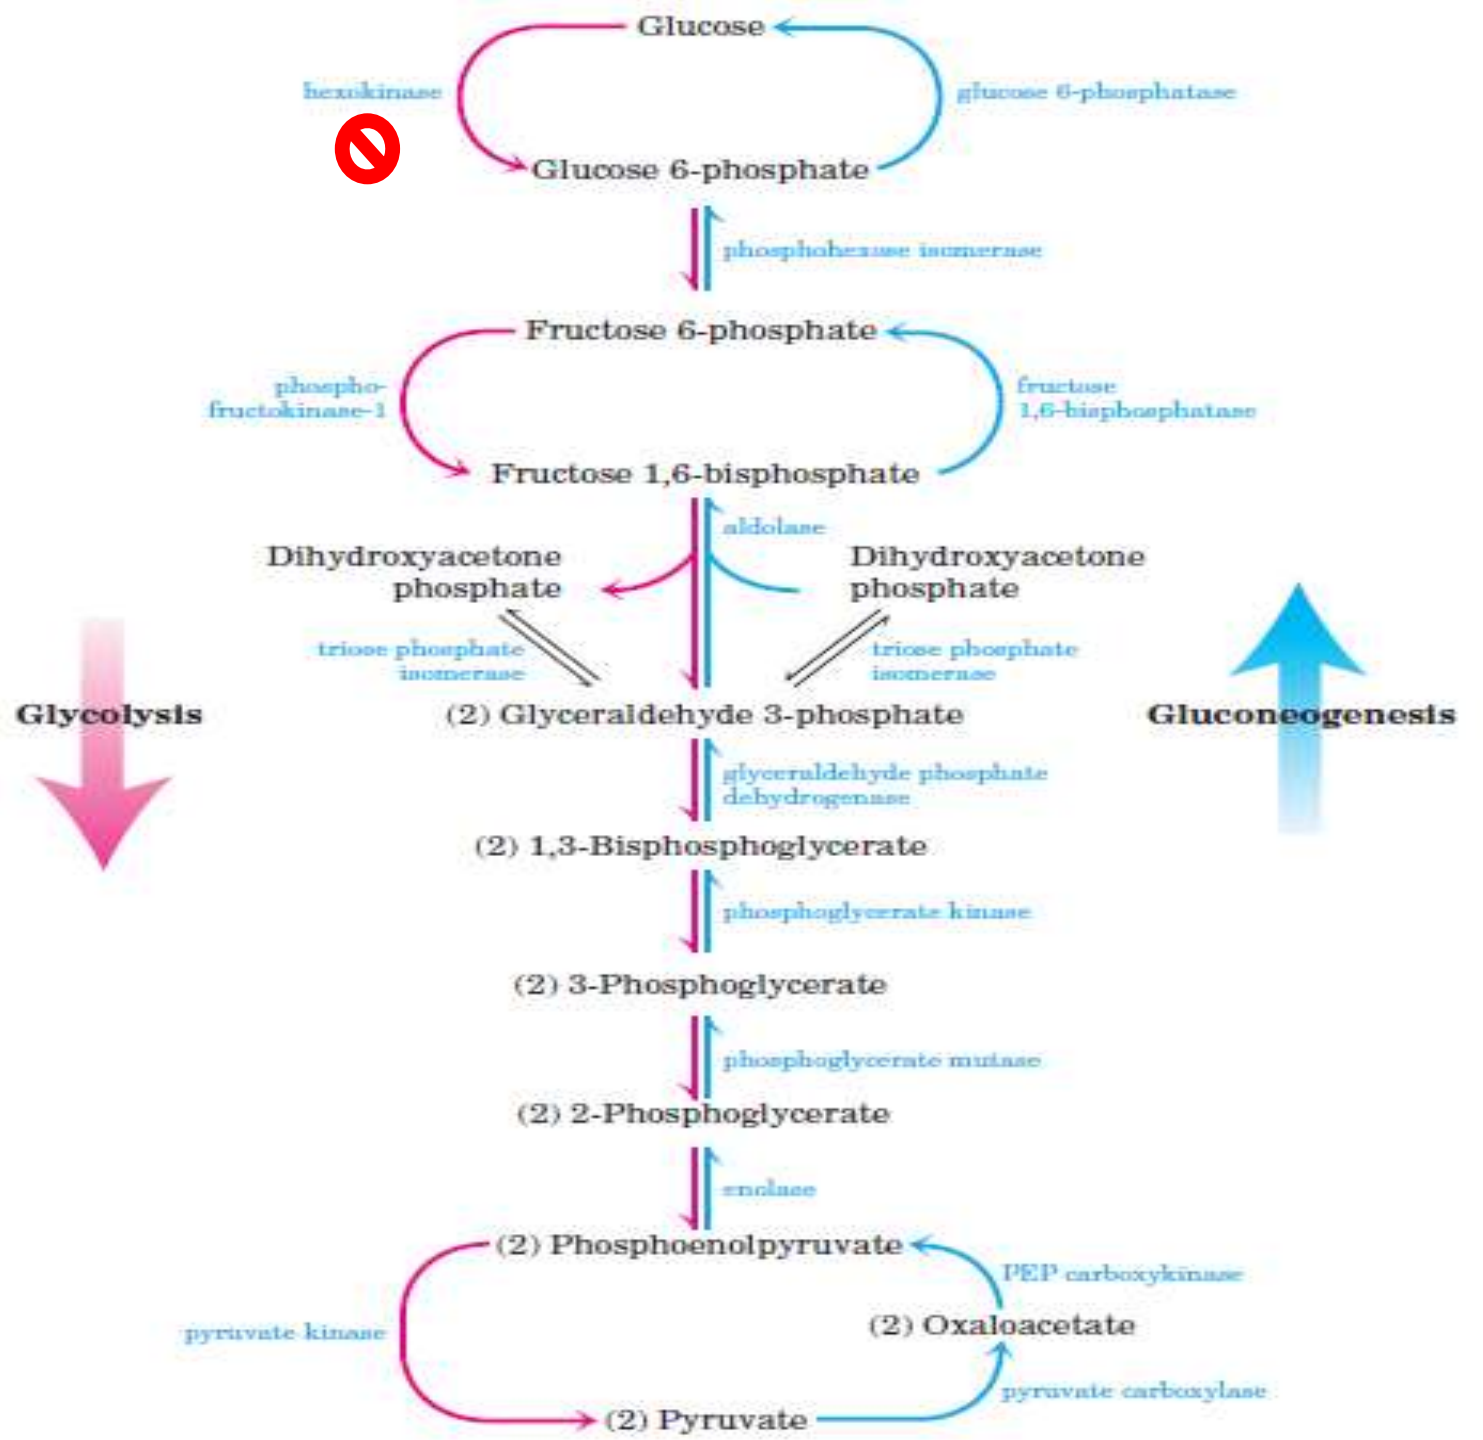 Glucose
hexokinase
glucose 6-phosphatase
Glucose 6-phosphate
phosphohexose isomerase
Fructose 6-phosphate
phospho-
fructokinase-1
fructose
1,6-bisphosphatase
Fructose 1,6-bisphosphate
aldolase
Dihydroxyacetone
phosphate
Dihydroxyacetone
phosphate
triose phosphate
isomerase
triose phosphate
isomerase
Glycolysis
(2) Glyceraldehyde 3-phosphate
Gluconeogenesis
glyceraldehyde phosphate
dehydrogenase
(2) 1,3-Bisphosphoglycerate
phosphoglycerate kinase
(2) 3-Phosphoglycerate
phosphoglycerate mutase
(2) 2-Phosphoglycerate
enolase
(2) Phosphoenolpyruvate
PEP carboxykinase
(2) Oxaloacetate
pyruvate kinase
pyruvate carboxylase
(2) Pyruvate